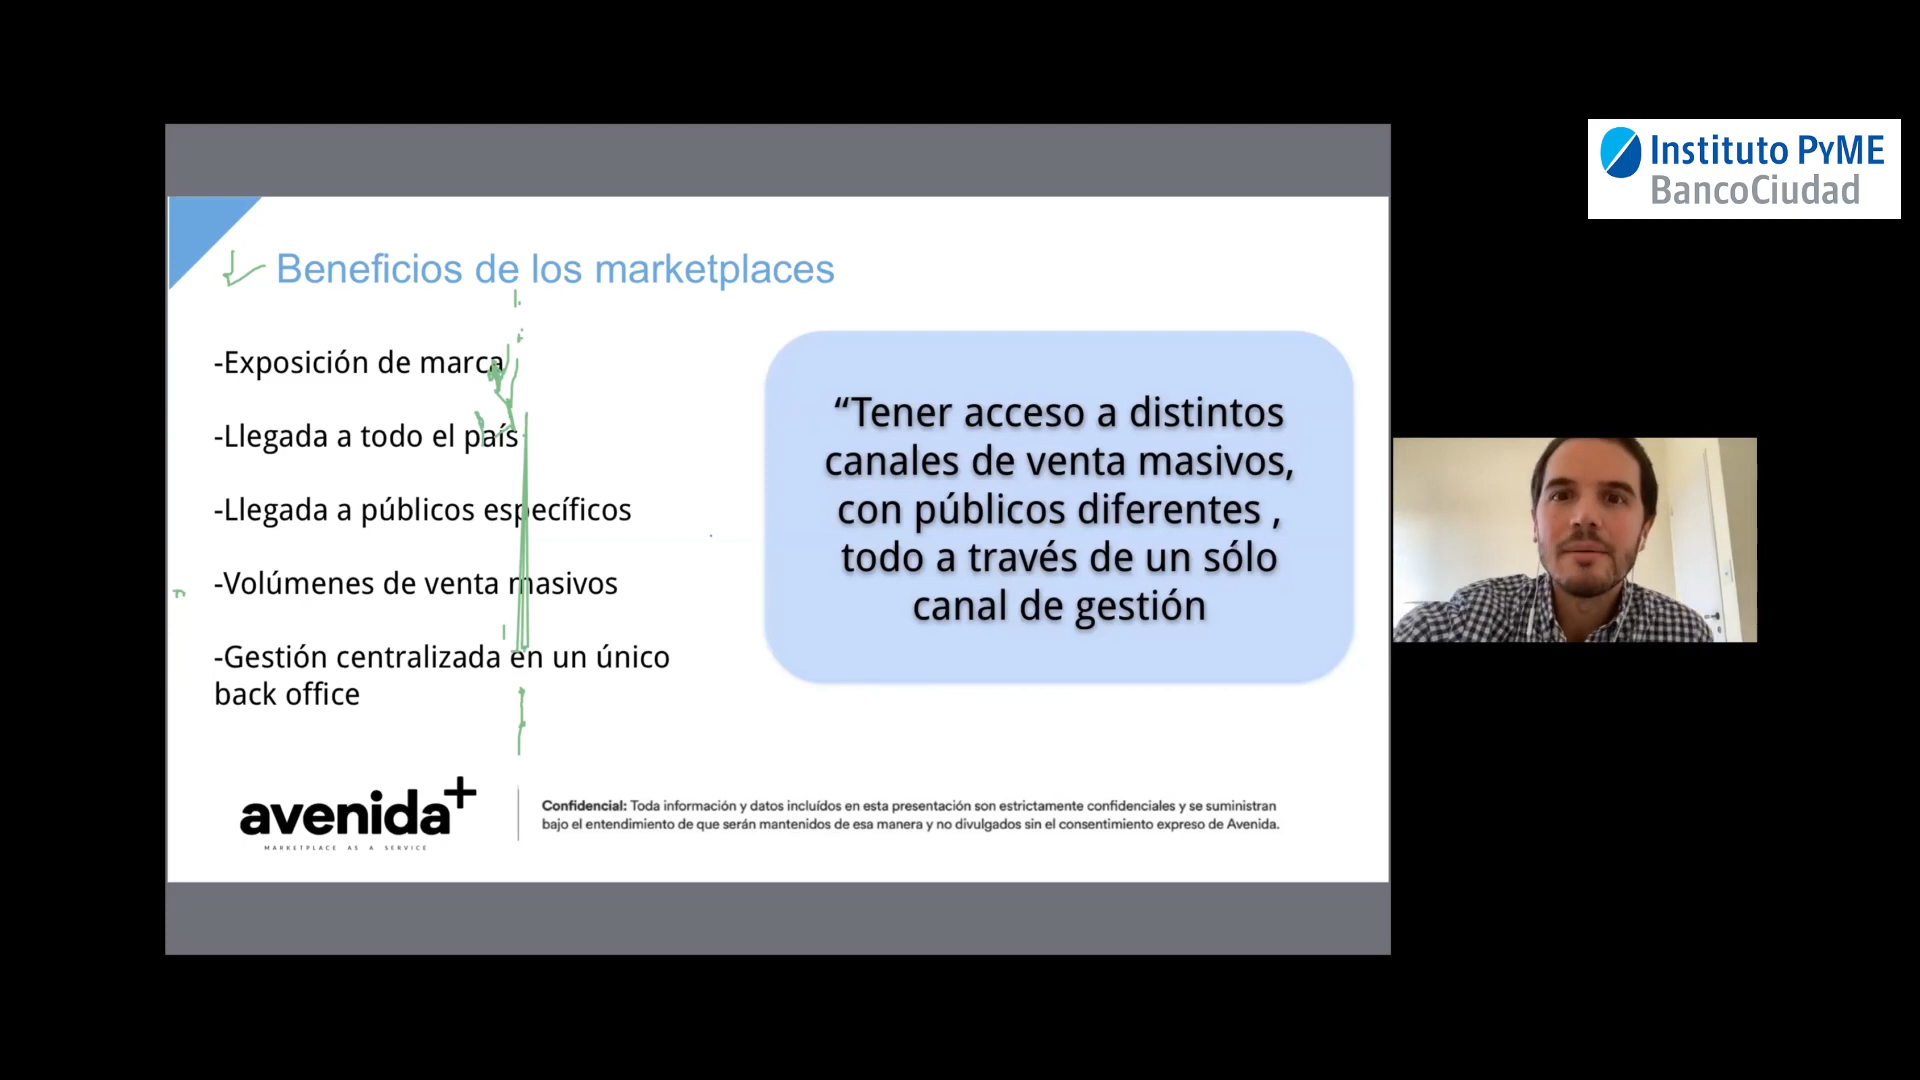 Instituto PyME
BancoCiudad
Beneficios de los marketplaces
-Exposición de marca
-Llegada a todo el país
-Llegada a públicos específicos
-Volúmenes de venta masivos
-Gestión centralizada en un único
back office
“Tener acceso a distintos
canales de venta masivos,
con públicos diferentes ,
todo a través de un sólo
canal de gestión
avenida+
MARKETPLACE AS A SERVICE
Confidencial: Toda información y datos incluídos en esta presentación son estrictamente confidenciales y se suministran
bajo el entendimiento de que serán mantenidos de esa manera y no divulgados sin el consentimiento expreso de Avenida.